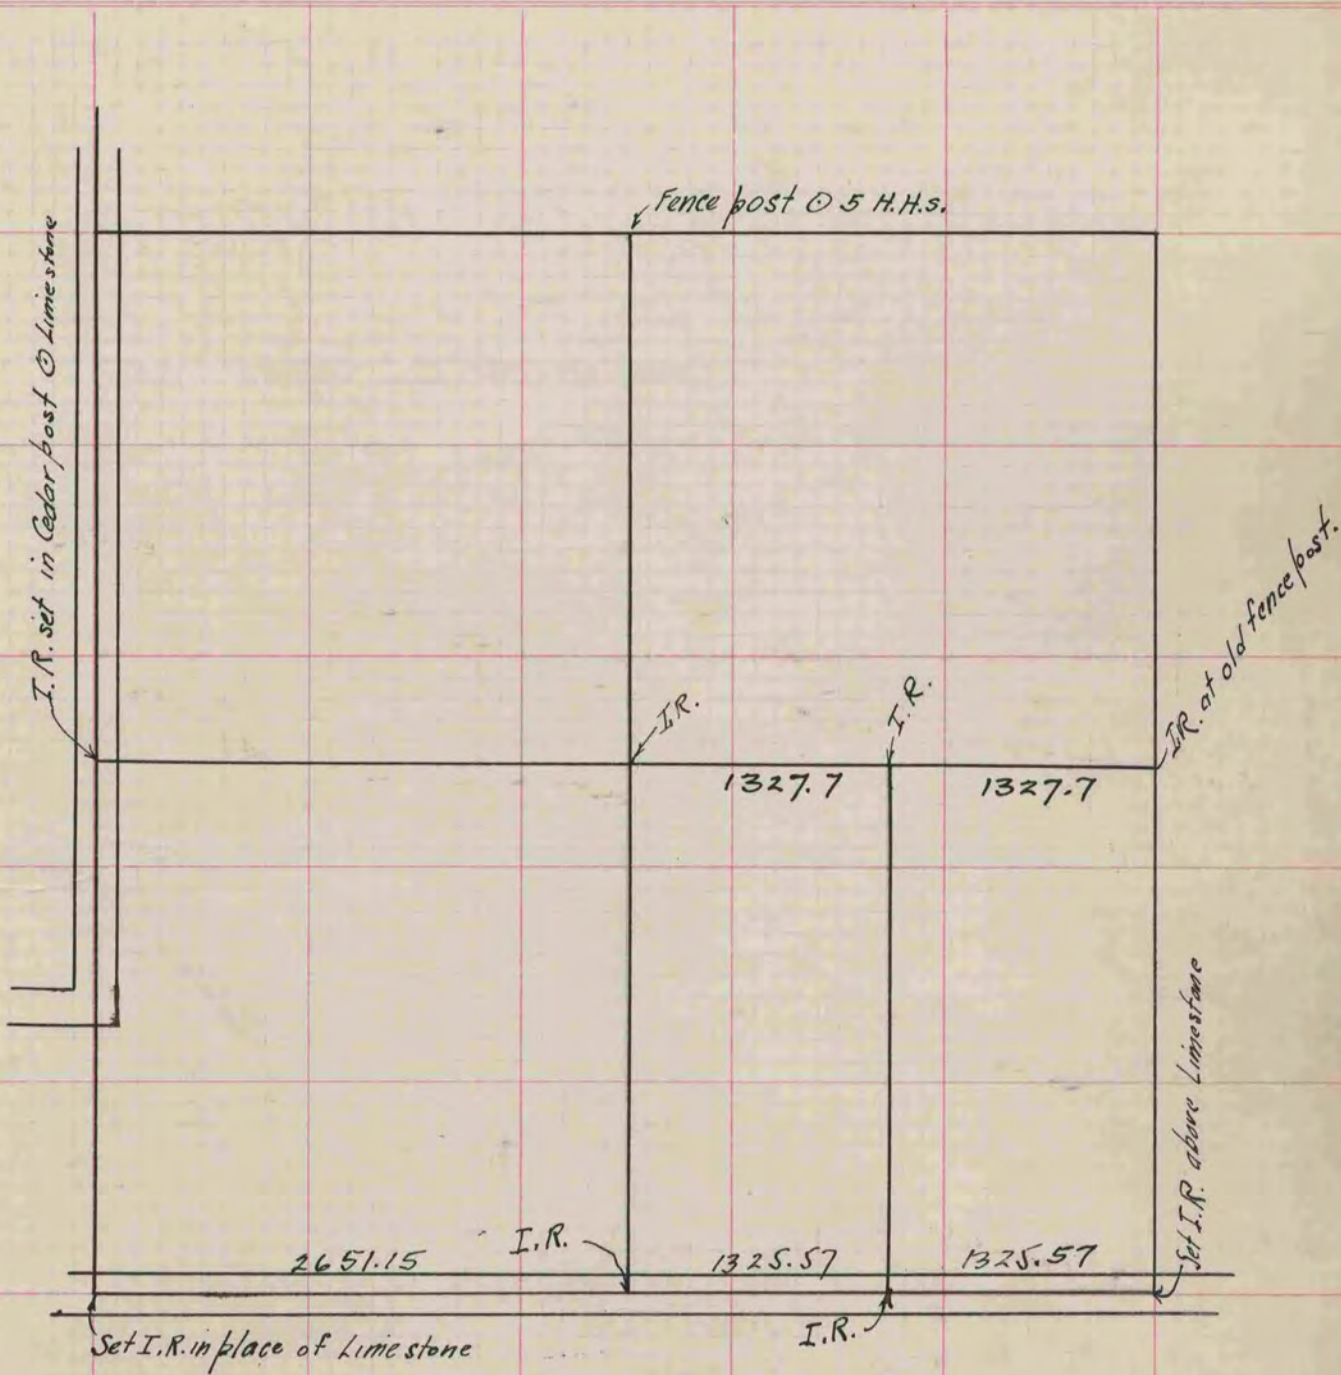 Fence post ⊙ 5 H.H.s.
I.R. set in Cedar post ⊙ Limestone
I.R.
I.R.
I.R. at old fence post.
1327.7
1327.7
Set I.R. above Limestone
2651.15
I.R.
1325.57
1325.57
I.R.
Set I.R. in place of Limestone